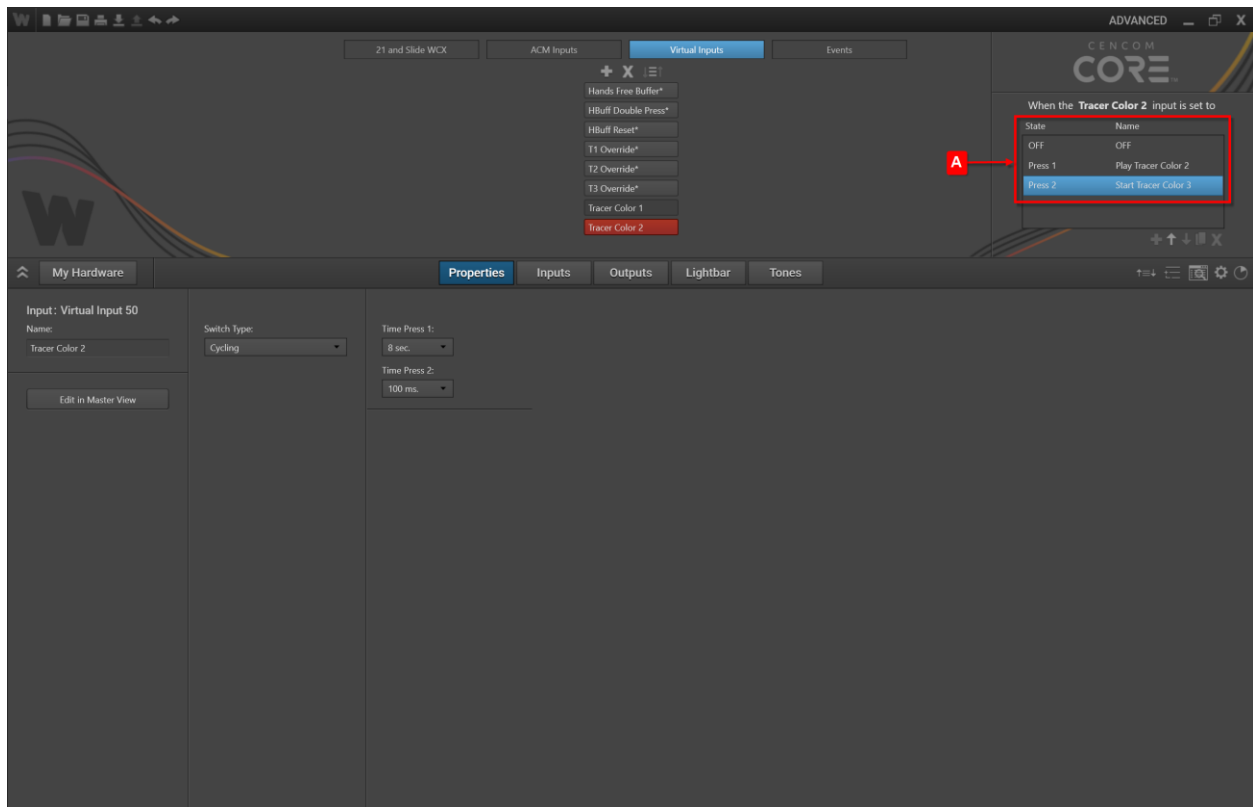 W ADVANCED X
21 and Slide WCX ACM Inputs Virtual Inputs Events
CENCOM
CORE
X
Hands Free Buffer*
HBuff Double Press*
HBuff Reset*
T1 Override*
T2 Override*
T3 Override*
Tracer Color 1
Tracer Color 2
W
When the Tracer Color 2 input is set to
State Name
OFF OFF
A
Press 1 Play Tracer Color 2
Press 2 Start Tracer Color 3
X
My Hardware Properties Inputs Outputs Lightbar Tones
Input: Virtual Input 50
Name: Switch Type: Time Press 1:
Tracer Color 2 Cycling 8 sec.
Time Press 2:
100 ms.
Edit in Master View